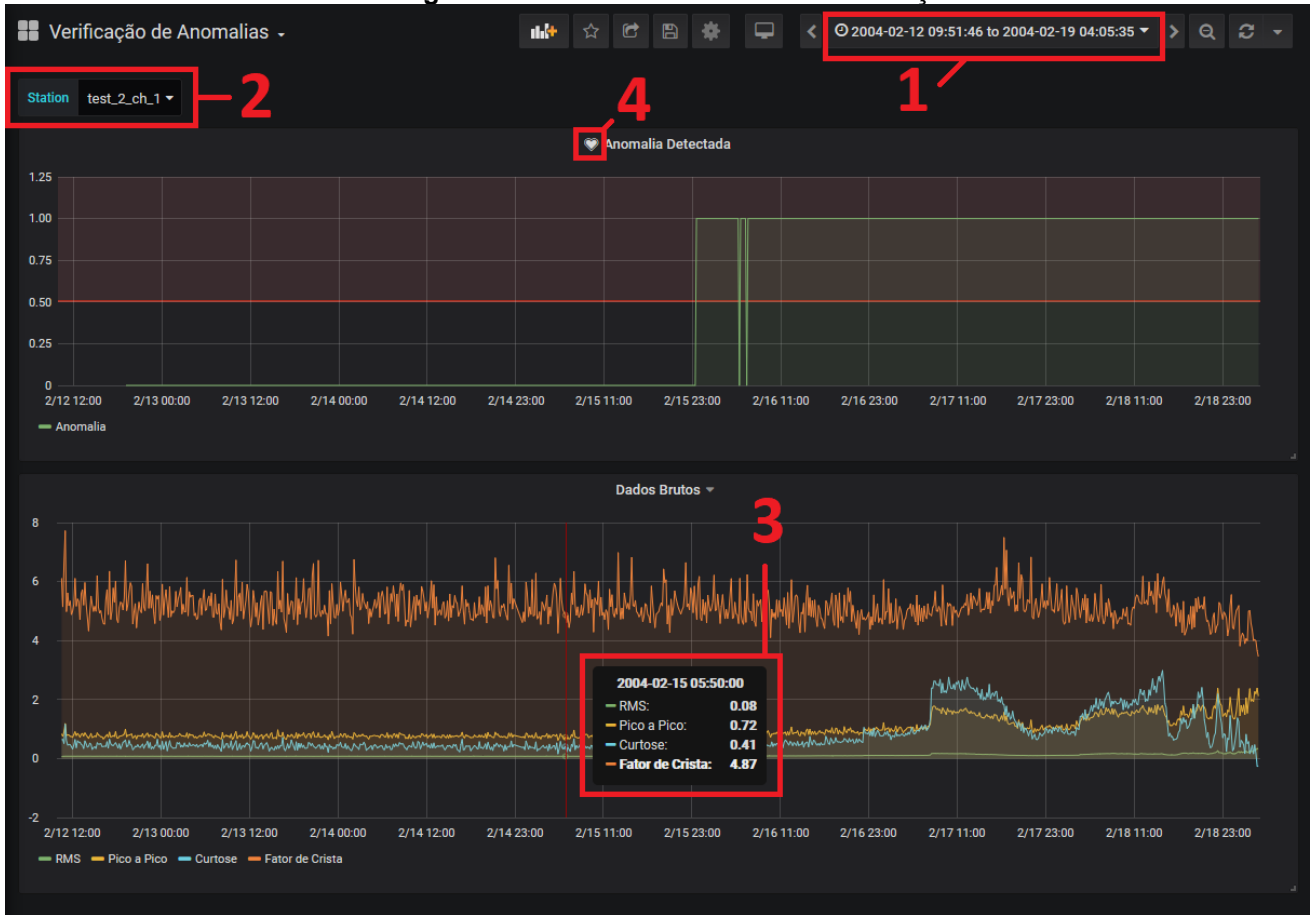 Verificação de Anomalias
2004-02-12 09:51:46 to 2004-02-19 04:05:35
1
Station test_2_ch_1
2
4
Anomalia Detectada
1.25
1.00
0.75
0.50
0.25
0
2/12 12:00 2/13 00:00 2/13 12:00 2/14 00:00 2/14 12:00 2/14 23:00 2/15 11:00 2/15 23:00 2/16 11:00 2/16 23:00 2/17 11:00 2/17 23:00 2/18 11:00 2/18 23:00
Anomalia
Dados Brutos
3
8
6
4
2
0
-2
2004-02-15 05:50:00
RMS: 0.08
Pico a Pico: 0.72
Curtose: 0.41
Fator de Crista: 4.87
2/12 12:00 2/13 00:00 2/13 12:00 2/14 00:00 2/14 12:00 2/14 23:00 2/15 11:00 2/15 23:00 2/16 11:00 2/16 23:00 2/17 11:00 2/17 23:00 2/18 11:00 2/18 23:00
RMS Pico a Pico Curtose Fator de Crista